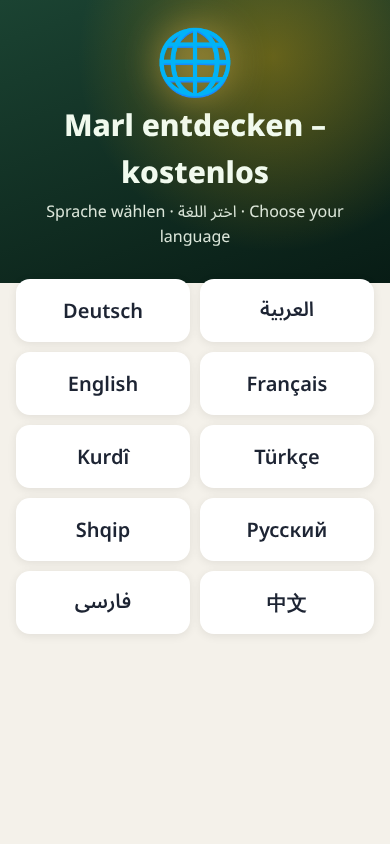 Marl entdecken –
kostenlos
Sprache wählen · اختر اللغة · Choose your
language
Deutsch
العربية
English
Français
Kurdî
Türkçe
Shqip
Русский
فارسی
中文